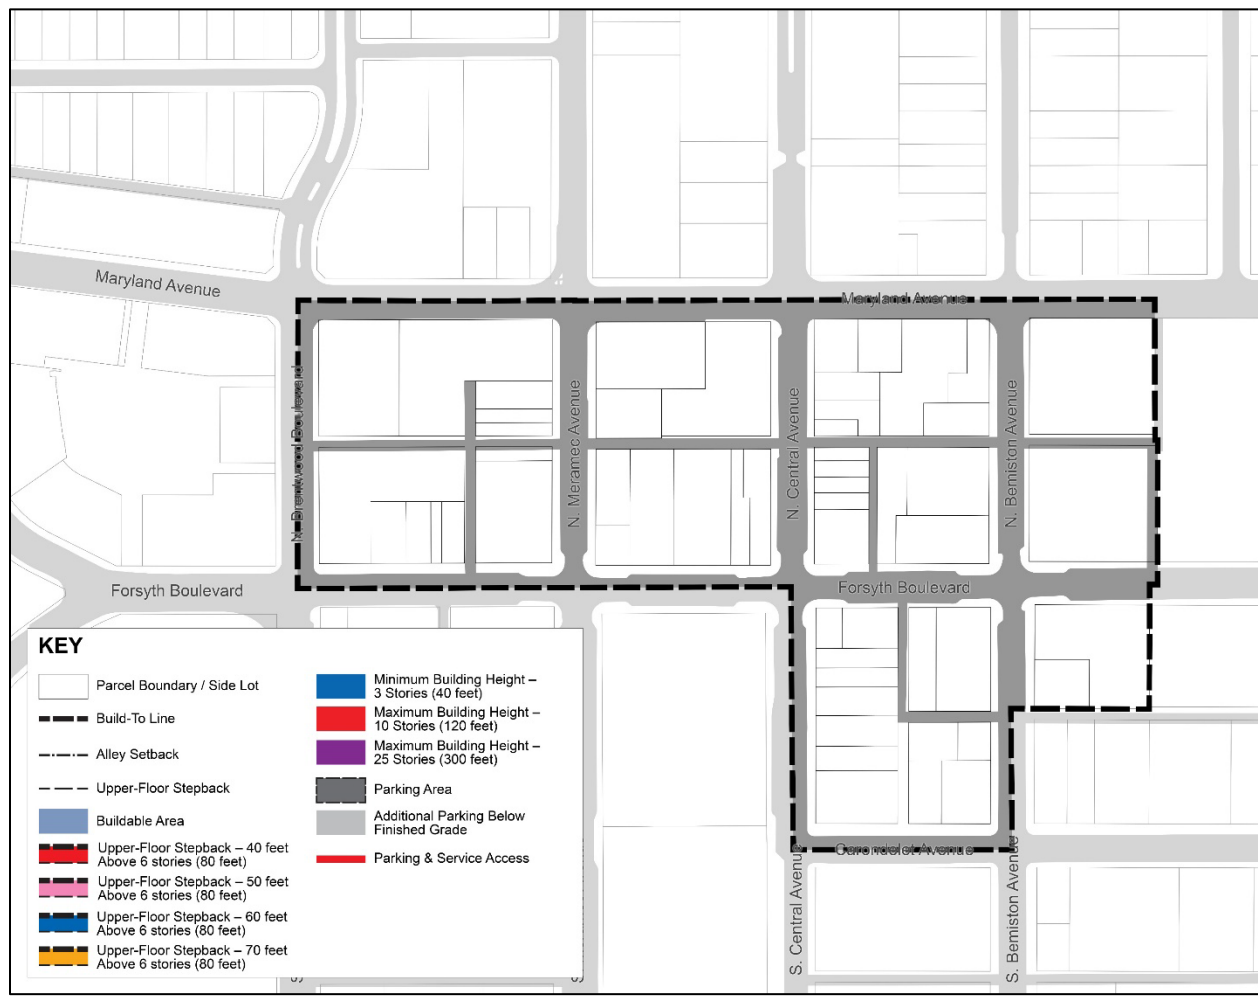 Maryland Avenue
Maryland Avenue
N. Brentwood Boulevard
N. Meramec Avenue
N. Central Avenue
N. Bemiston Avenue
Forsyth Boulevard
Forsyth Boulevard
KEY
Parcel Boundary / Side Lot
Build-To Line
Alley Setback
Upper-Floor Stepback
Buildable Area
Upper-Floor Stepback – 40 feet
Above 6 stories (80 feet)
Upper-Floor Stepback – 50 feet
Above 6 stories (80 feet)
Upper-Floor Stepback – 60 feet
Above 6 stories (80 feet)
Upper-Floor Stepback – 70 feet
Above 6 stories (80 feet)
Minimum Building Height –
3 Stories (40 feet)
Maximum Building Height –
10 Stories (120 feet)
Maximum Building Height –
25 Stories (300 feet)
Parking Area
Additional Parking Below
Finished Grade
Parking & Service Access
Carondelet Avenue
S. Central Avenue
S. Bemiston Avenue